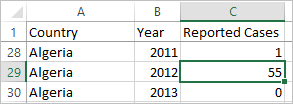 A B C
1 Country Year Reported Cases
28 Algeria 2011 1
29 Algeria 2012 55
30 Algeria 2013 0